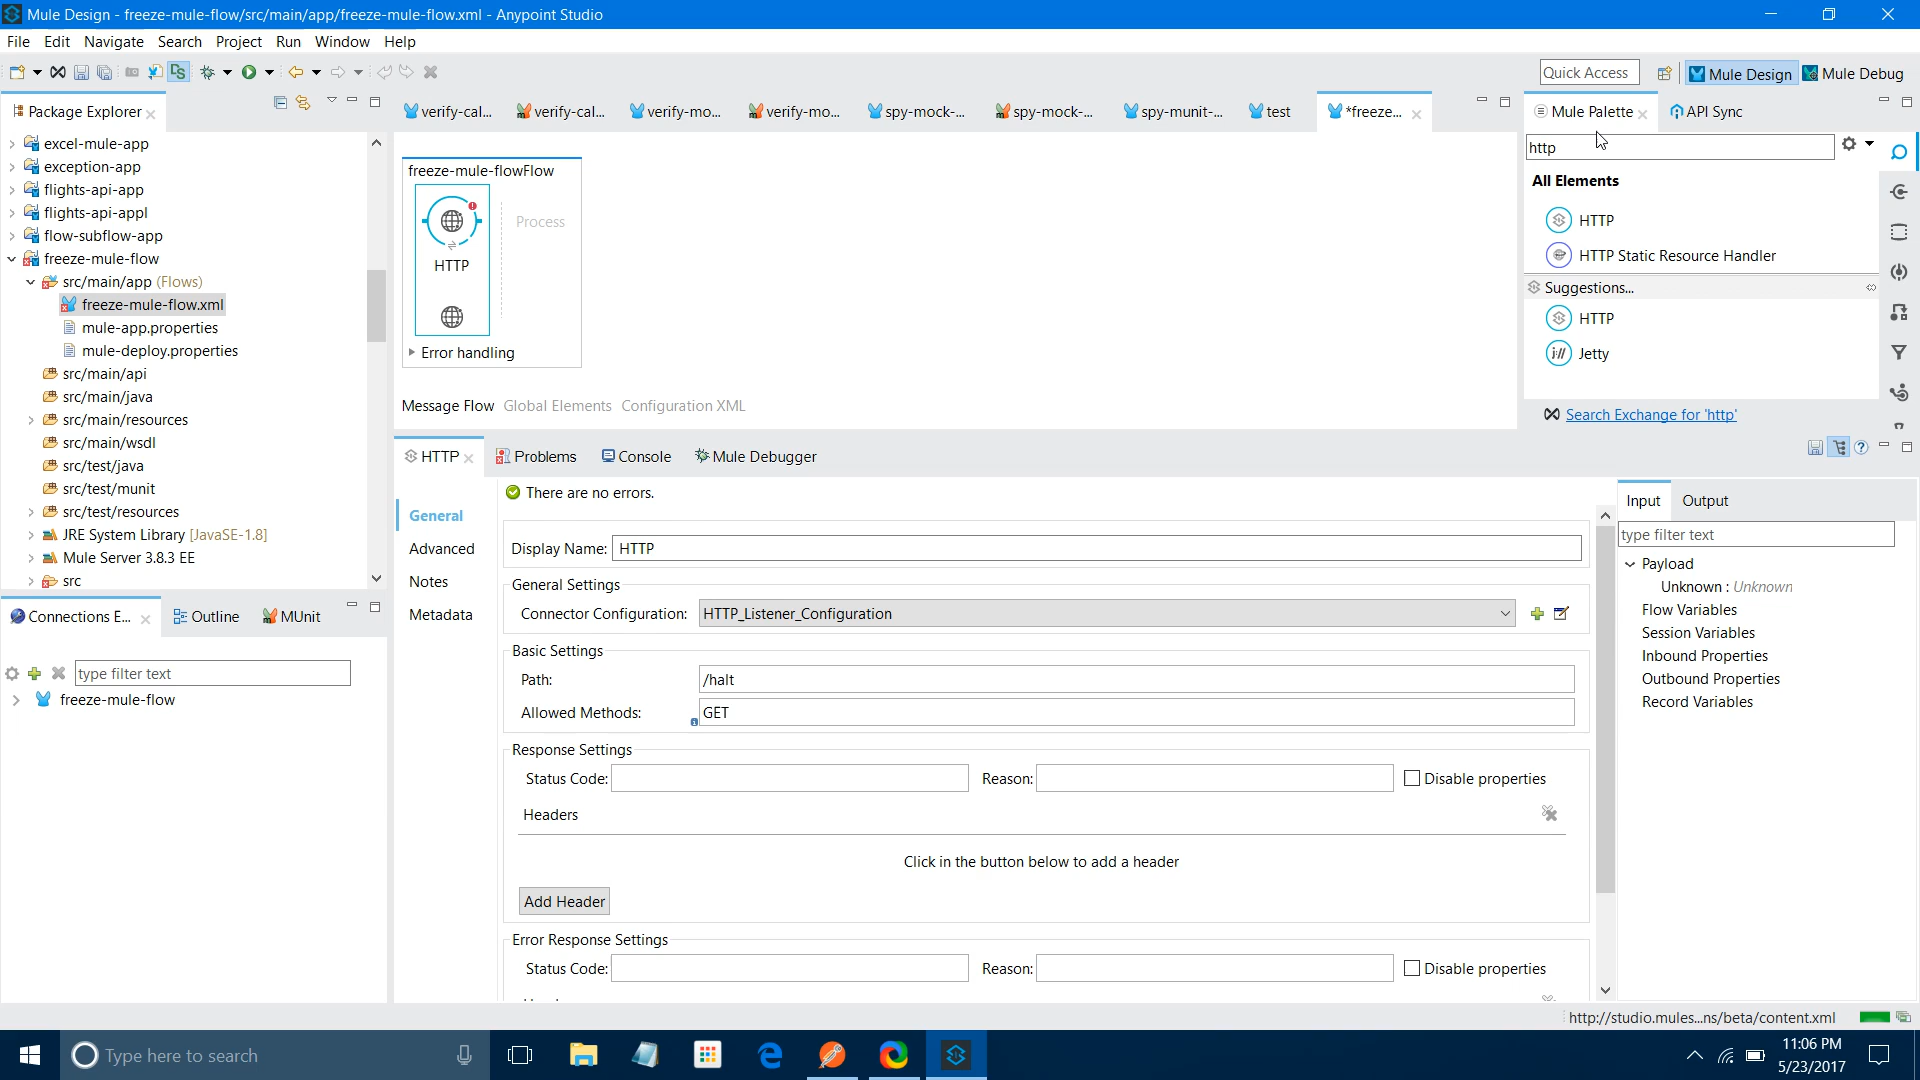 Mule Design - freeze-mule-flow/src/main/app/freeze-mule-flow.xml - Anypoint Studio
File Edit Navigate Search Project Run Window Help
Quick Access
Mule Design
Mule Debug
Package Explorer
excel-mule-app
exception-app
flights-api-app
flights-api-appl
flow-subflow-app
freeze-mule-flow
src/main/app (Flows)
freeze-mule-flow.xml
mule-app.properties
mule-deploy.properties
src/main/api
src/main/java
src/main/resources
src/main/wsdl
src/test/java
src/test/munit
src/test/resources
JRE System Library [JavaSE-1.8]
Mule Server 3.8.3 EE
src
Connections E...
Outline
MUnit
type filter text
freeze-mule-flow
verify-cal... verify-cal... verify-mo... verify-mo... spy-mock-... spy-mock-... spy-munit-... test *freeze...
freeze-mule-flowFlow
HTTP
Process
Error handling
Message Flow Global Elements Configuration XML
Mule Palette
API Sync
http
All Elements
HTTP
HTTP Static Resource Handler
Suggestions...
HTTP
Jetty
Search Exchange for 'http'
HTTP
Problems
Console
Mule Debugger
There are no errors.
General
Advanced
Notes
Metadata
Display Name: HTTP
General Settings
Connector Configuration: HTTP_Listener_Configuration
Basic Settings
Path: /halt
Allowed Methods: GET
Response Settings
Status Code:
Reason:
Disable properties
Headers
Click in the button below to add a header
Add Header
Error Response Settings
Status Code:
Reason:
Disable properties
Input
Output
type filter text
Payload
Unknown : Unknown
Flow Variables
Session Variables
Inbound Properties
Outbound Properties
Record Variables
http://studio.mules...ns/beta/content.xml
Type here to search
11:06 PM
5/23/2017